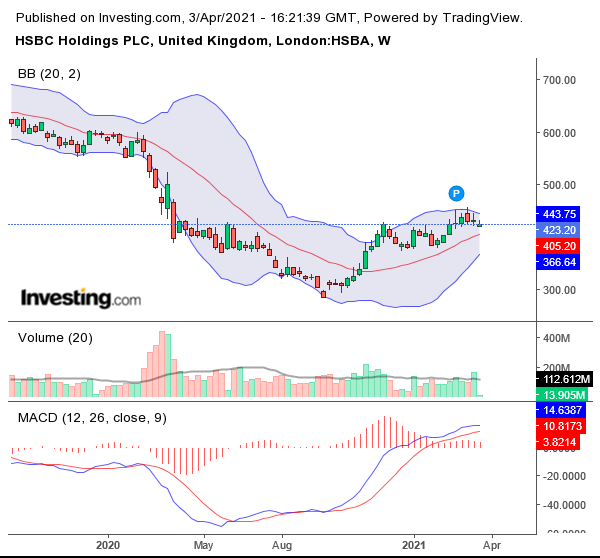 Published on Investing.com, 3/Apr/2021 - 16:21:39 GMT, Powered by TradingView.
HSBC Holdings PLC, United Kingdom, London:HSBA, W
BB (20, 2)
700.00
600.00
500.00
P
443.75
423.20
405.20
366.64
300.00
Investing.com
Volume (20)
400M
200M
112.612M
13.905M
MACD (12, 26, close, 9)
14.6387
10.8173
3.8214
-20.0000
-40.0000
2020 May Aug 2021 Apr